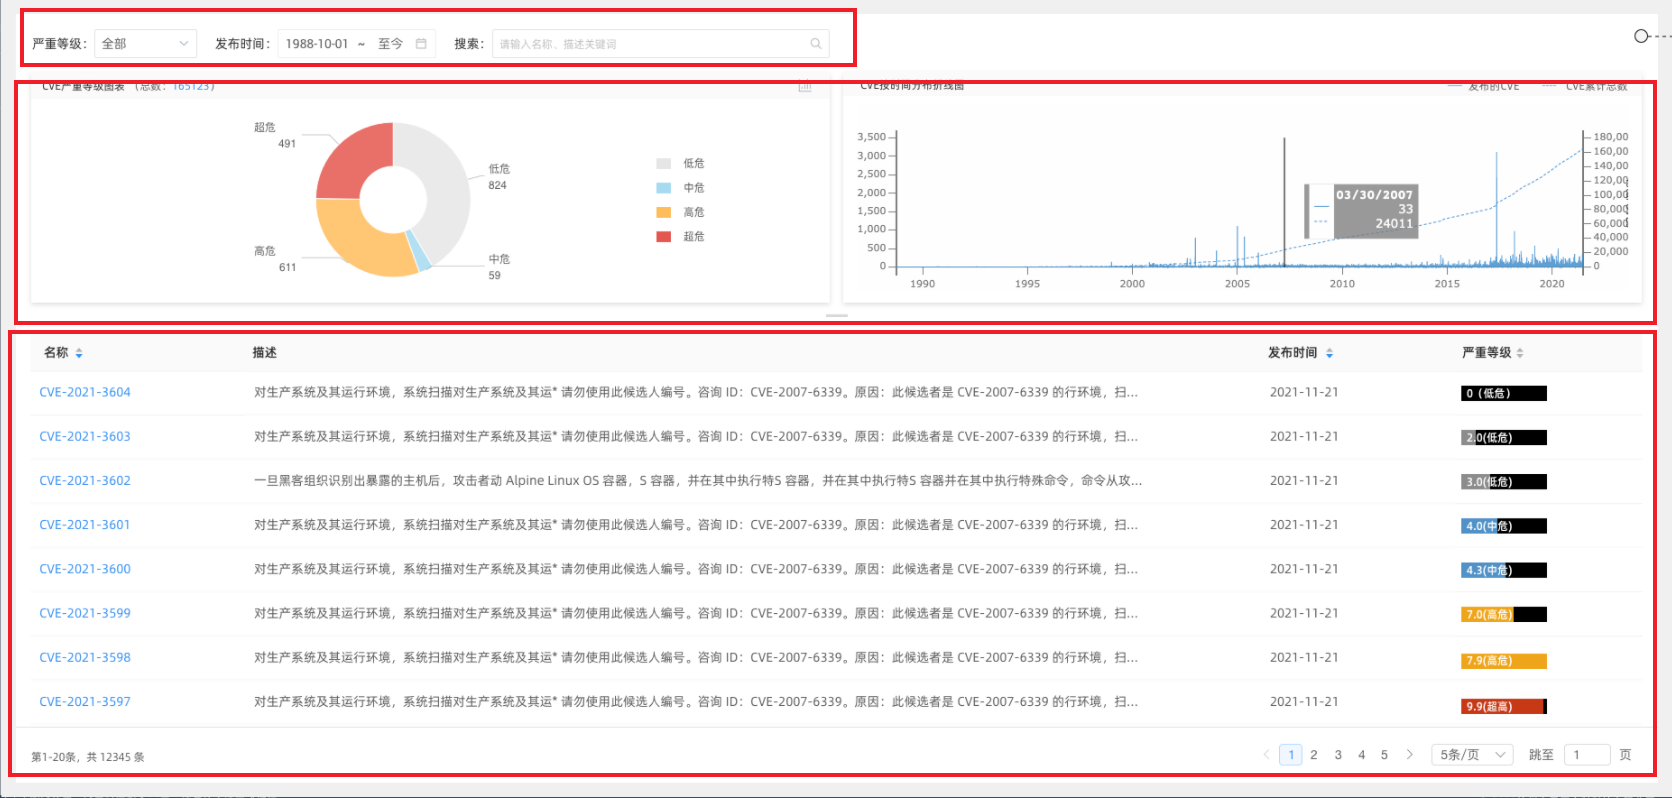 严重等级： 全部 发布时间： 1988-10-01 ~ 至今 搜索： 请输入名称、描述关键词
CVE严重等级图表 （总数：165123）
超危
491
低危
824
高危
611
中危
59
低危
中危
高危
超危
CVE按时间分布折线图 发布的CVE CVE累计总数
3,500
3,000
2,500
2,000
1,500
1,000
500
0
03/30/2007
33
24011
180,00
160,00
140,00
120,00
100,00
80,000
60,000
40,000
20,000
0
1990 1995 2000 2005 2010 2015 2020
名称 描述 发布时间 严重等级
CVE-2021-3604 对生产系统及其运行环境，系统扫描对生产系统及其运* 请勿使用此候选人编号。咨询 ID：CVE-2007-6339。原因：此候选者是 CVE-2007-6339 的行环境，扫... 2021-11-21 0（低危）
CVE-2021-3603 对生产系统及其运行环境，系统扫描对生产系统及其运* 请勿使用此候选人编号。咨询 ID：CVE-2007-6339。原因：此候选者是 CVE-2007-6339 的行环境，扫... 2021-11-21 2.0(低危)
CVE-2021-3602 一旦黑客组织识别出暴露的主机后，攻击者动 Alpine Linux OS 容器，S 容器，并在其中执行特S 容器，并在其中执行特S 容器并在其中执行特殊命令，命令从攻... 2021-11-21 3.0(低危)
CVE-2021-3601 对生产系统及其运行环境，系统扫描对生产系统及其运* 请勿使用此候选人编号。咨询 ID：CVE-2007-6339。原因：此候选者是 CVE-2007-6339 的行环境，扫... 2021-11-21 4.0(中危)
CVE-2021-3600 对生产系统及其运行环境，系统扫描对生产系统及其运* 请勿使用此候选人编号。咨询 ID：CVE-2007-6339。原因：此候选者是 CVE-2007-6339 的行环境，扫... 2021-11-21 4.3(中危)
CVE-2021-3599 对生产系统及其运行环境，系统扫描对生产系统及其运* 请勿使用此候选人编号。咨询 ID：CVE-2007-6339。原因：此候选者是 CVE-2007-6339 的行环境，扫... 2021-11-21 7.0(高危)
CVE-2021-3598 对生产系统及其运行环境，系统扫描对生产系统及其运* 请勿使用此候选人编号。咨询 ID：CVE-2007-6339。原因：此候选者是 CVE-2007-6339 的行环境，扫... 2021-11-21 7.9(高危)
CVE-2021-3597 对生产系统及其运行环境，系统扫描对生产系统及其运* 请勿使用此候选人编号。咨询 ID：CVE-2007-6339。原因：此候选者是 CVE-2007-6339 的行环境，扫... 2021-11-21 9.9(超高)
第1-20条，共 12345 条 1 2 3 4 5 5条/页 跳至 1 页